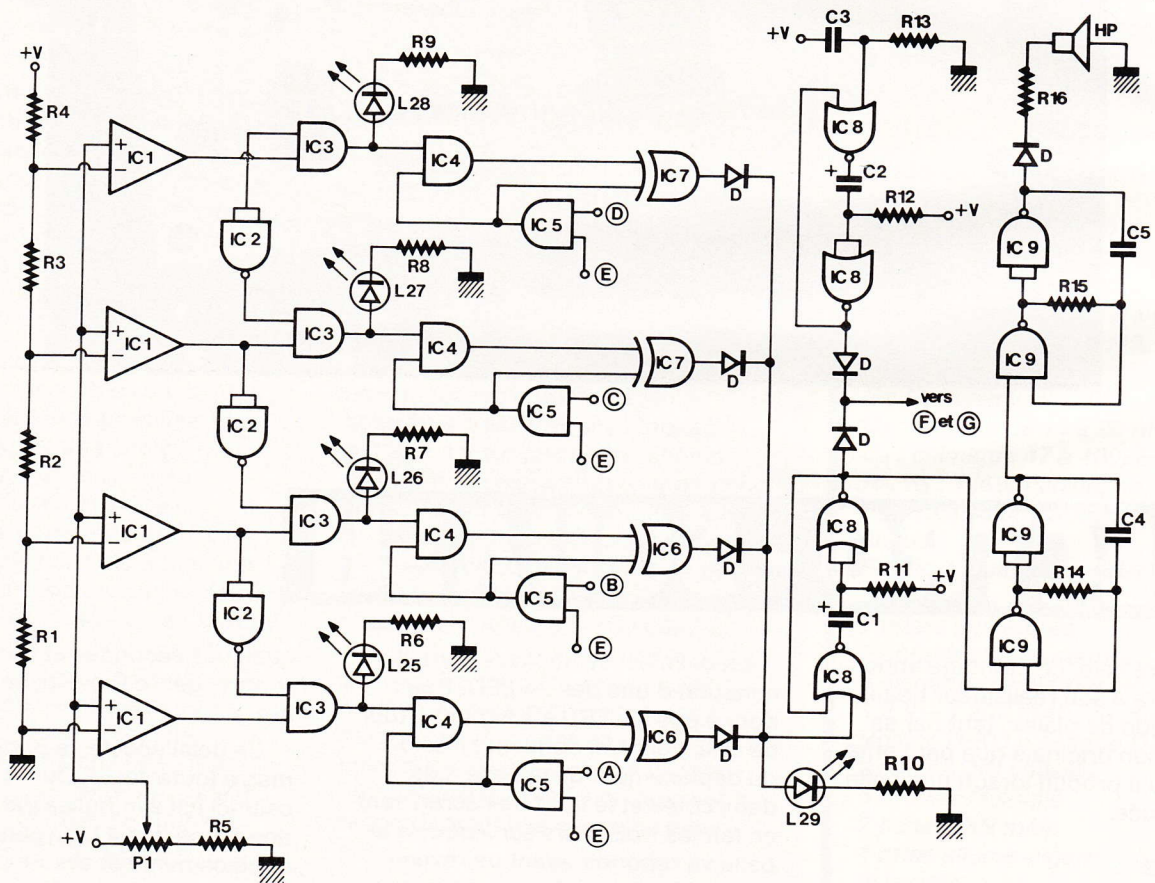 +V
R4
R3
R2
R1
+
−
IC1
+
−
IC1
+
−
IC1
+
−
IC1
+V
P1
R5
IC2
IC2
IC2
IC3
IC3
IC3
IC3
R9
L28
R8
L27
R7
L26
R6
L25
IC4
IC4
IC4
IC4
IC5
D
E
IC5
C
E
IC5
B
E
IC5
A
E
IC7
D
IC7
D
IC6
D
IC6
D
L29
R10
C3
+V
R13
IC8
+
C2
R12
+V
IC8
D
vers
F et G
D
IC8
R11
+V
+
C1
IC8
HP
R16
D
IC9
C5
R15
IC9
IC9
C4
R14
IC9